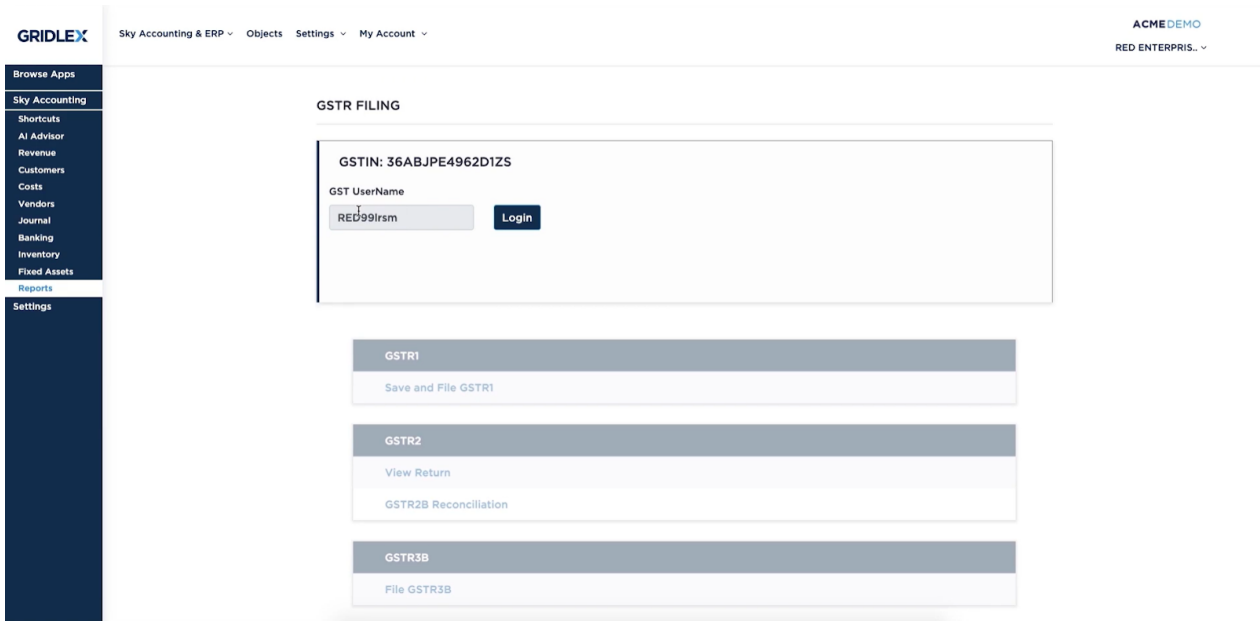 GRIDLEX
Sky Accounting & ERP
Objects
Settings
My Account
ACMEDEMO
RED ENTERPRIS..
Browse Apps
Sky Accounting
Shortcuts
AI Advisor
Revenue
Customers
Costs
Vendors
Journal
Banking
Inventory
Fixed Assets
Reports
Settings
GSTR FILING
GSTIN: 36ABJPE4962D1ZS
GST UserName
RED99lrsm
Login
GSTR1
Save and File GSTR1
GSTR2
View Return
GSTR2B Reconciliation
GSTR3B
File GSTR3B